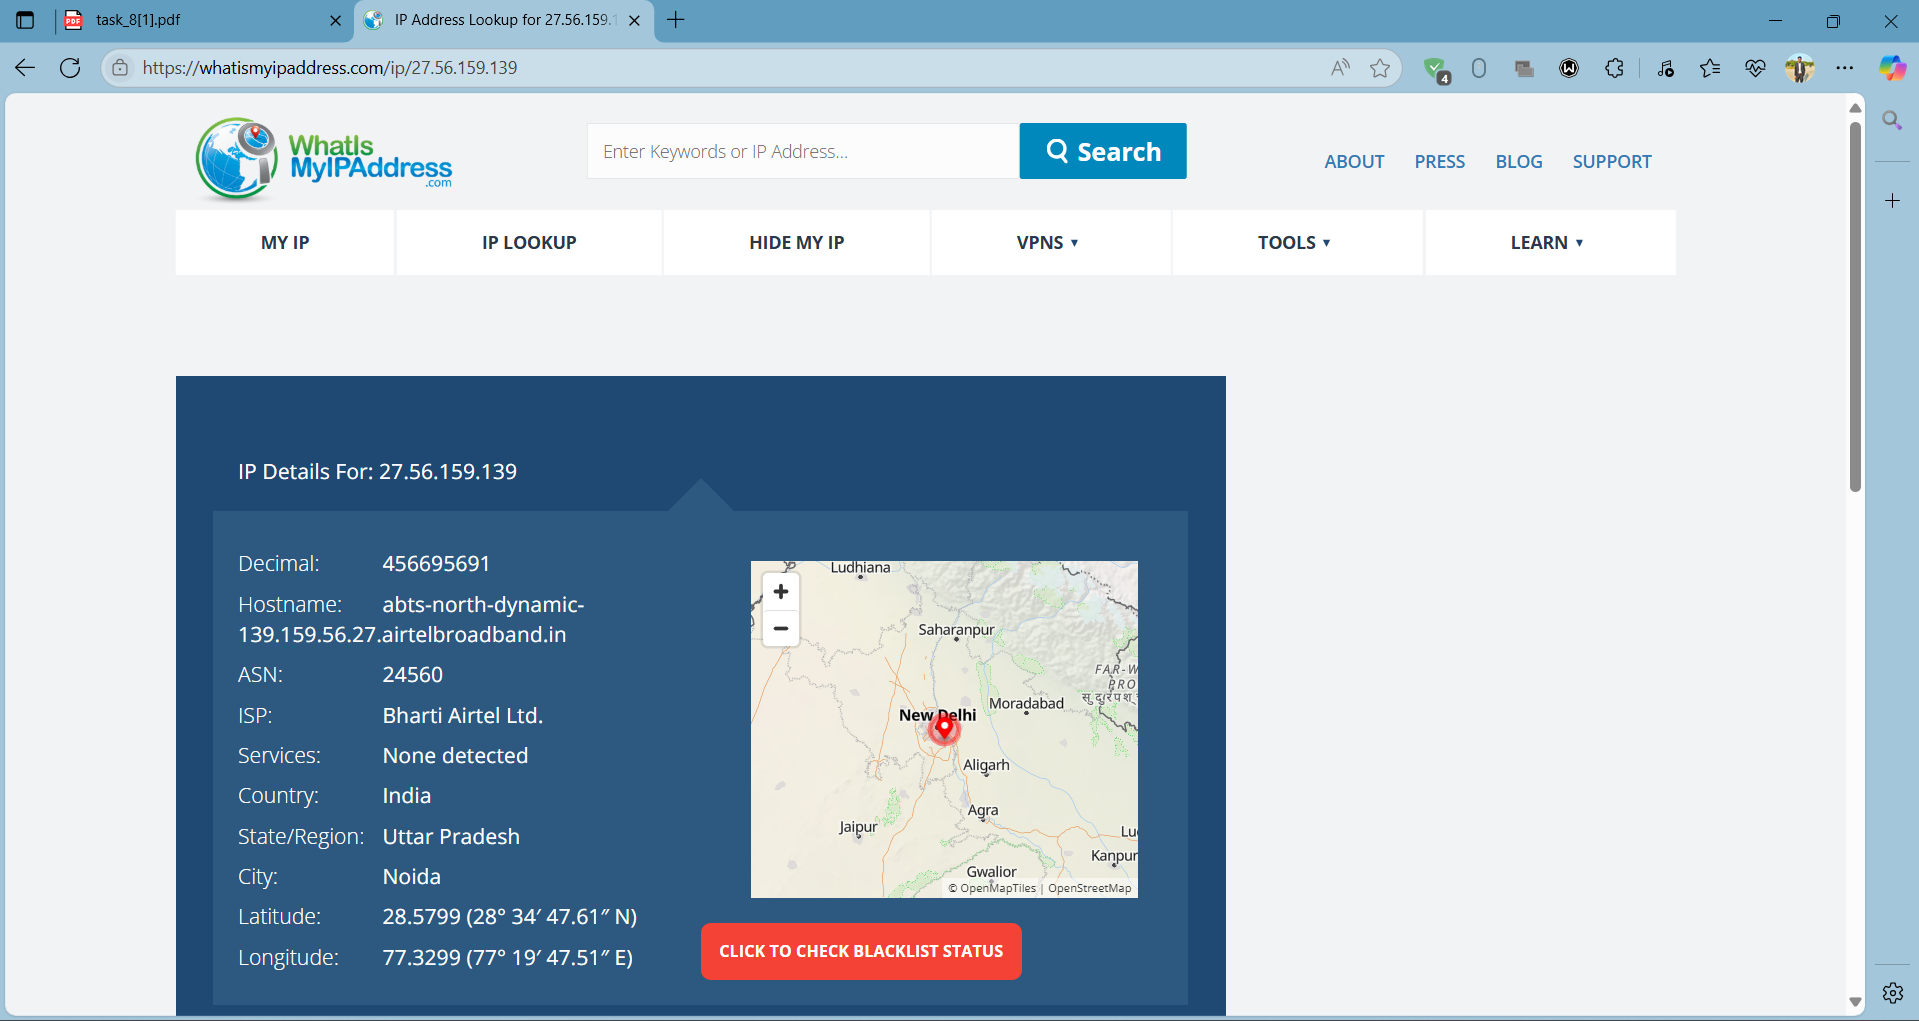 task_8[1].pdf
IP Address Lookup for 27.56.159.1
https://whatismyipaddress.com/ip/27.56.159.139
4
WhatIs
MyIPAddress
.com
Enter Keywords or IP Address...
Search
ABOUT PRESS BLOG SUPPORT
MY IP IP LOOKUP HIDE MY IP VPNS ▼ TOOLS ▼ LEARN ▼
IP Details For: 27.56.159.139
Decimal: 456695691
Hostname: abts-north-dynamic-
139.159.56.27.airtelbroadband.in
ASN: 24560
ISP: Bharti Airtel Ltd.
Services: None detected
Country: India
State/Region: Uttar Pradesh
City: Noida
Latitude: 28.5799 (28° 34′ 47.61″ N)
Longitude: 77.3299 (77° 19′ 47.51″ E)
+
−
Ludhiana
Saharanpur
FAR-W
PRO
Moradabad
New Delhi
Aligarh
Agra
Jaipur
Lu
Kanpur
Gwalior
© OpenMapTiles | OpenStreetMap
CLICK TO CHECK BLACKLIST STATUS